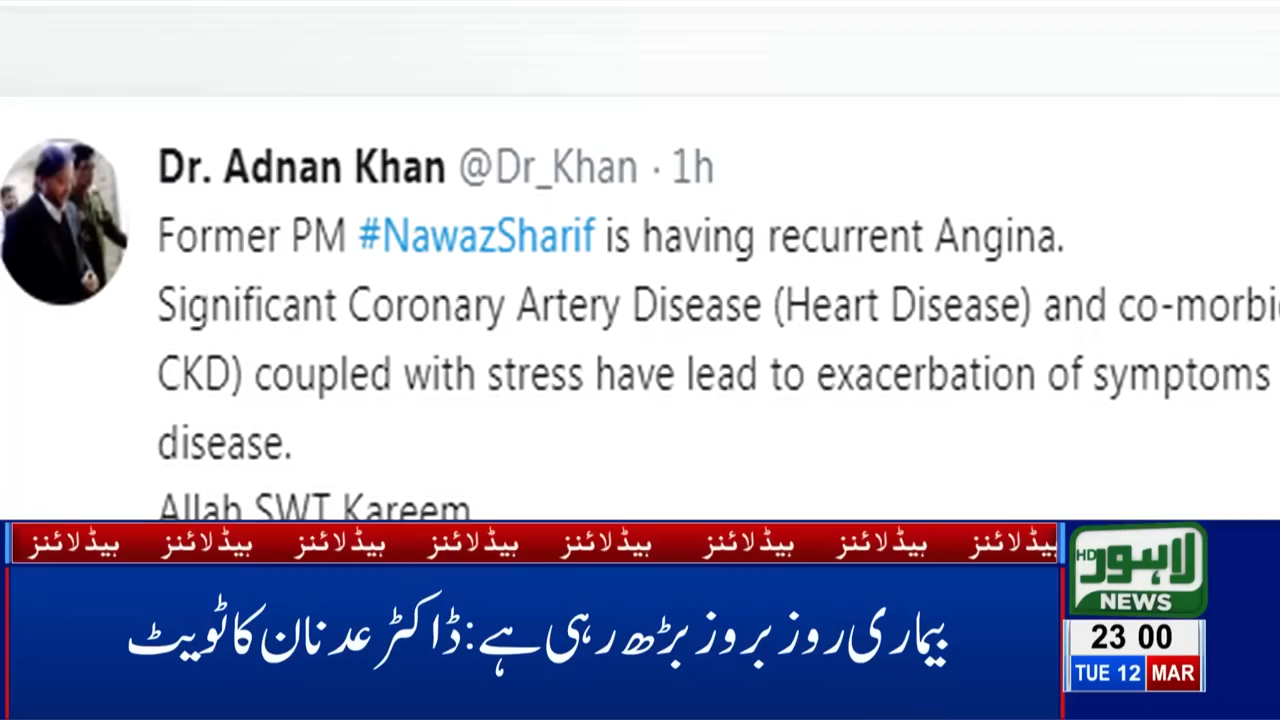 Dr. Adnan Khan @Dr_Khan · 1h
Former PM #NawazSharif is having recurrent Angina.
Significant Coronary Artery Disease (Heart Disease) and co-morbi
CKD) coupled with stress have lead to exacerbation of symptoms
disease.
Allah SWT Kareem
ہیڈلائنز ہیڈلائنز ہیڈلائنز ہیڈلائنز ہیڈلائنز ہیڈلائنز ہیڈلائنز ہیڈلائنز
بیماری روز بروز بڑھ رہی ہے: ڈاکٹر عدنان کا ٹویٹ
لاہور HD
NEWS
23 00
TUE 12 MAR